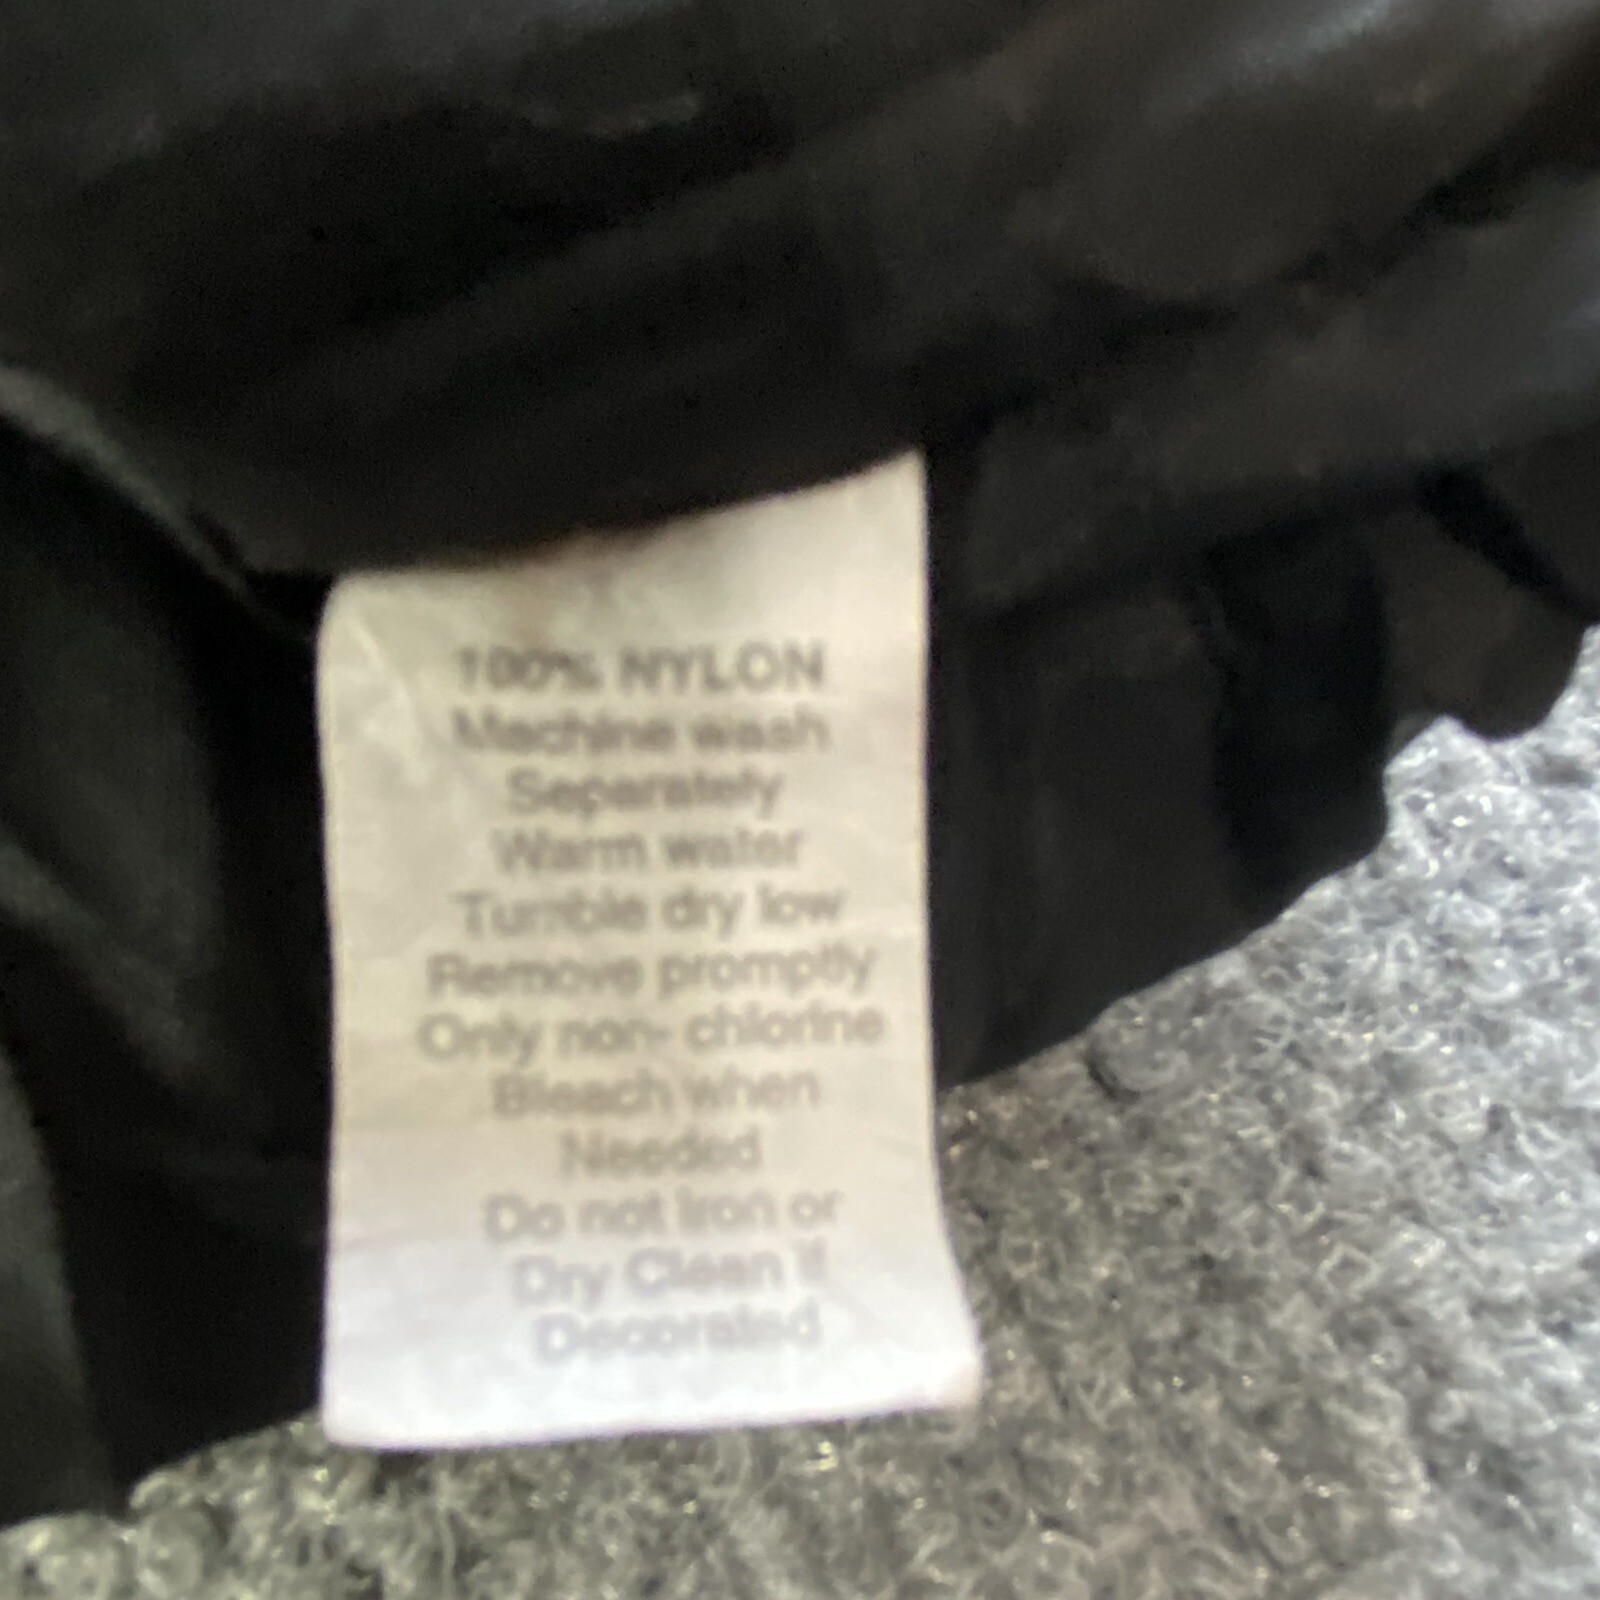 100% NYLON
Machine wash
Separately
Warm water
Tumble dry low
Remove promptly
Only non- chlorine
Bleach when
Needed
Do not Iron or
Dry Clean if
Decorated